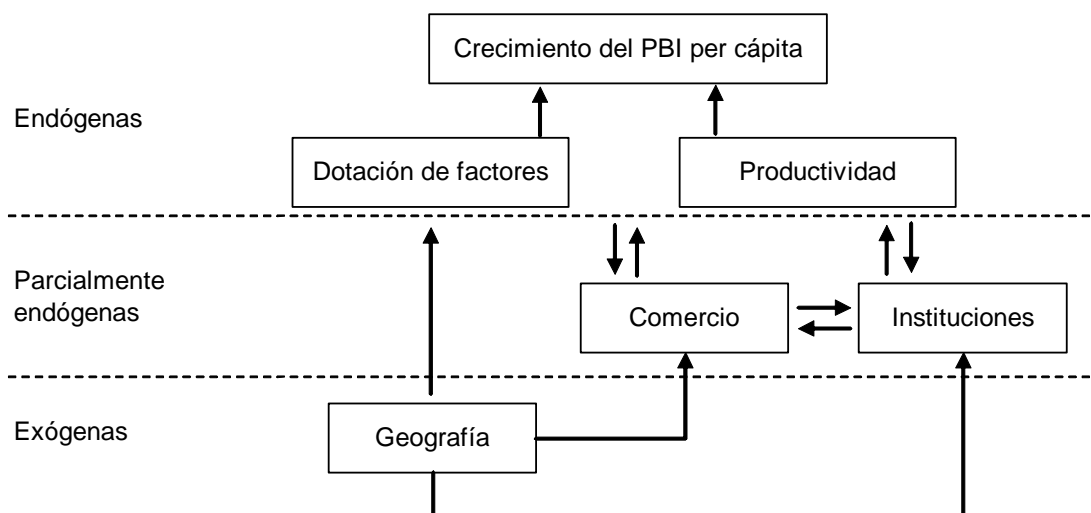 Crecimiento del PBI per cápita
Endógenas
Dotación de factores
Productividad
Parcialmente
endógenas
Comercio
Instituciones
Exógenas
Geografía